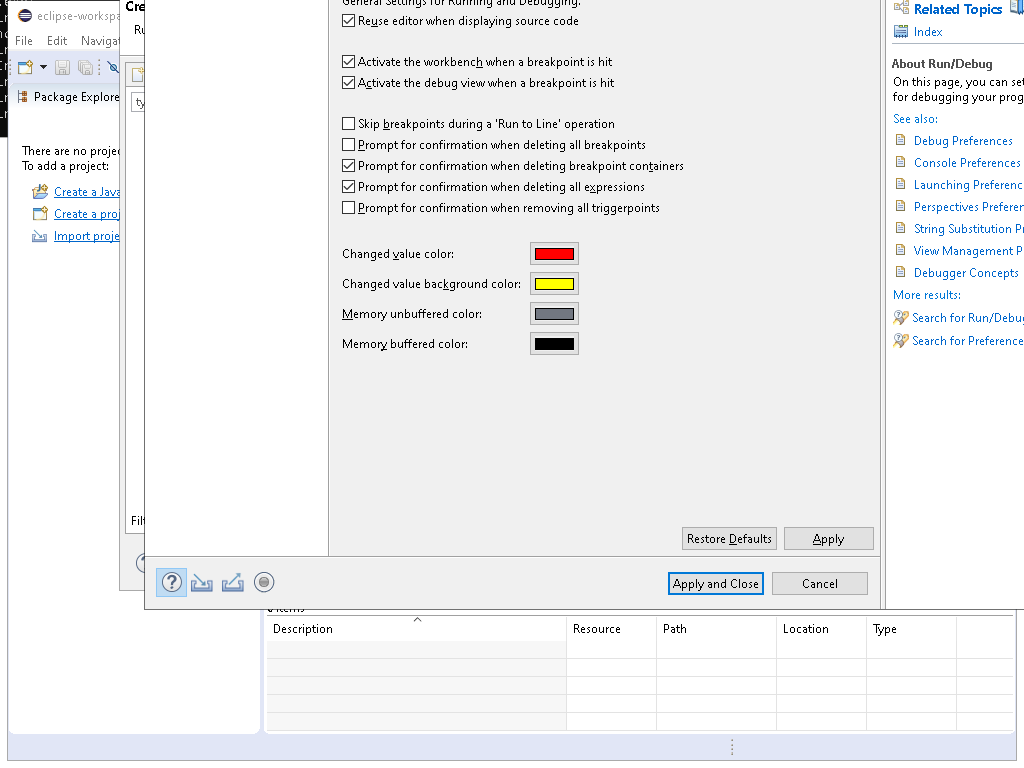 eclipse-workspa
Cre
File Edit Naviga
Ru
Package Explore
ty
There are no projec
To add a project:
Create a Java
Create a proj
Import proje
Filt
General Settings for Running and Debugging.
Reuse editor when displaying source code
Activate the workbench when a breakpoint is hit
Activate the debug view when a breakpoint is hit
Skip breakpoints during a 'Run to Line' operation
Prompt for confirmation when deleting all breakpoints
Prompt for confirmation when deleting breakpoint containers
Prompt for confirmation when deleting all expressions
Prompt for confirmation when removing all triggerpoints
Changed value color:
Changed value background color:
Memory unbuffered color:
Memory buffered color:
Restore Defaults Apply
Apply and Close Cancel
Related Topics
Index
About Run/Debug
On this page, you can set
for debugging your prog
See also:
Debug Preferences
Console Preferences
Launching Preferenc
Perspectives Preferen
String Substitution Pr
View Management P
Debugger Concepts
More results:
Search for Run/Debug
Search for Preference
items
Description Resource Path Location Type